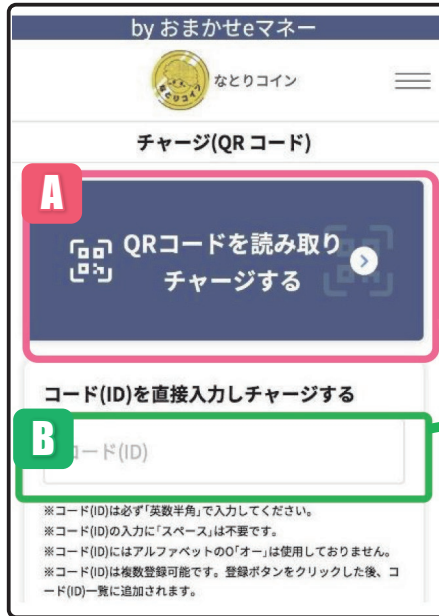 by おまかせeマネー
なとりコイン
なとりコイン
チャージ(QRコード)
A
QRコードを読み取り
チャージする
コード(ID)を直接入力しチャージする
B
ード(ID)
※コード(ID)は必ず「英数半角」で入力してください。
※コード(ID)の入力に「スペース」は不要です。
※コード(ID)にはアルファベットのO「オー」は使用しておりません。
※コード(ID)は複数登録可能です。登録ボタンをクリックした後、コ
ード(ID)一覧に追加されます。